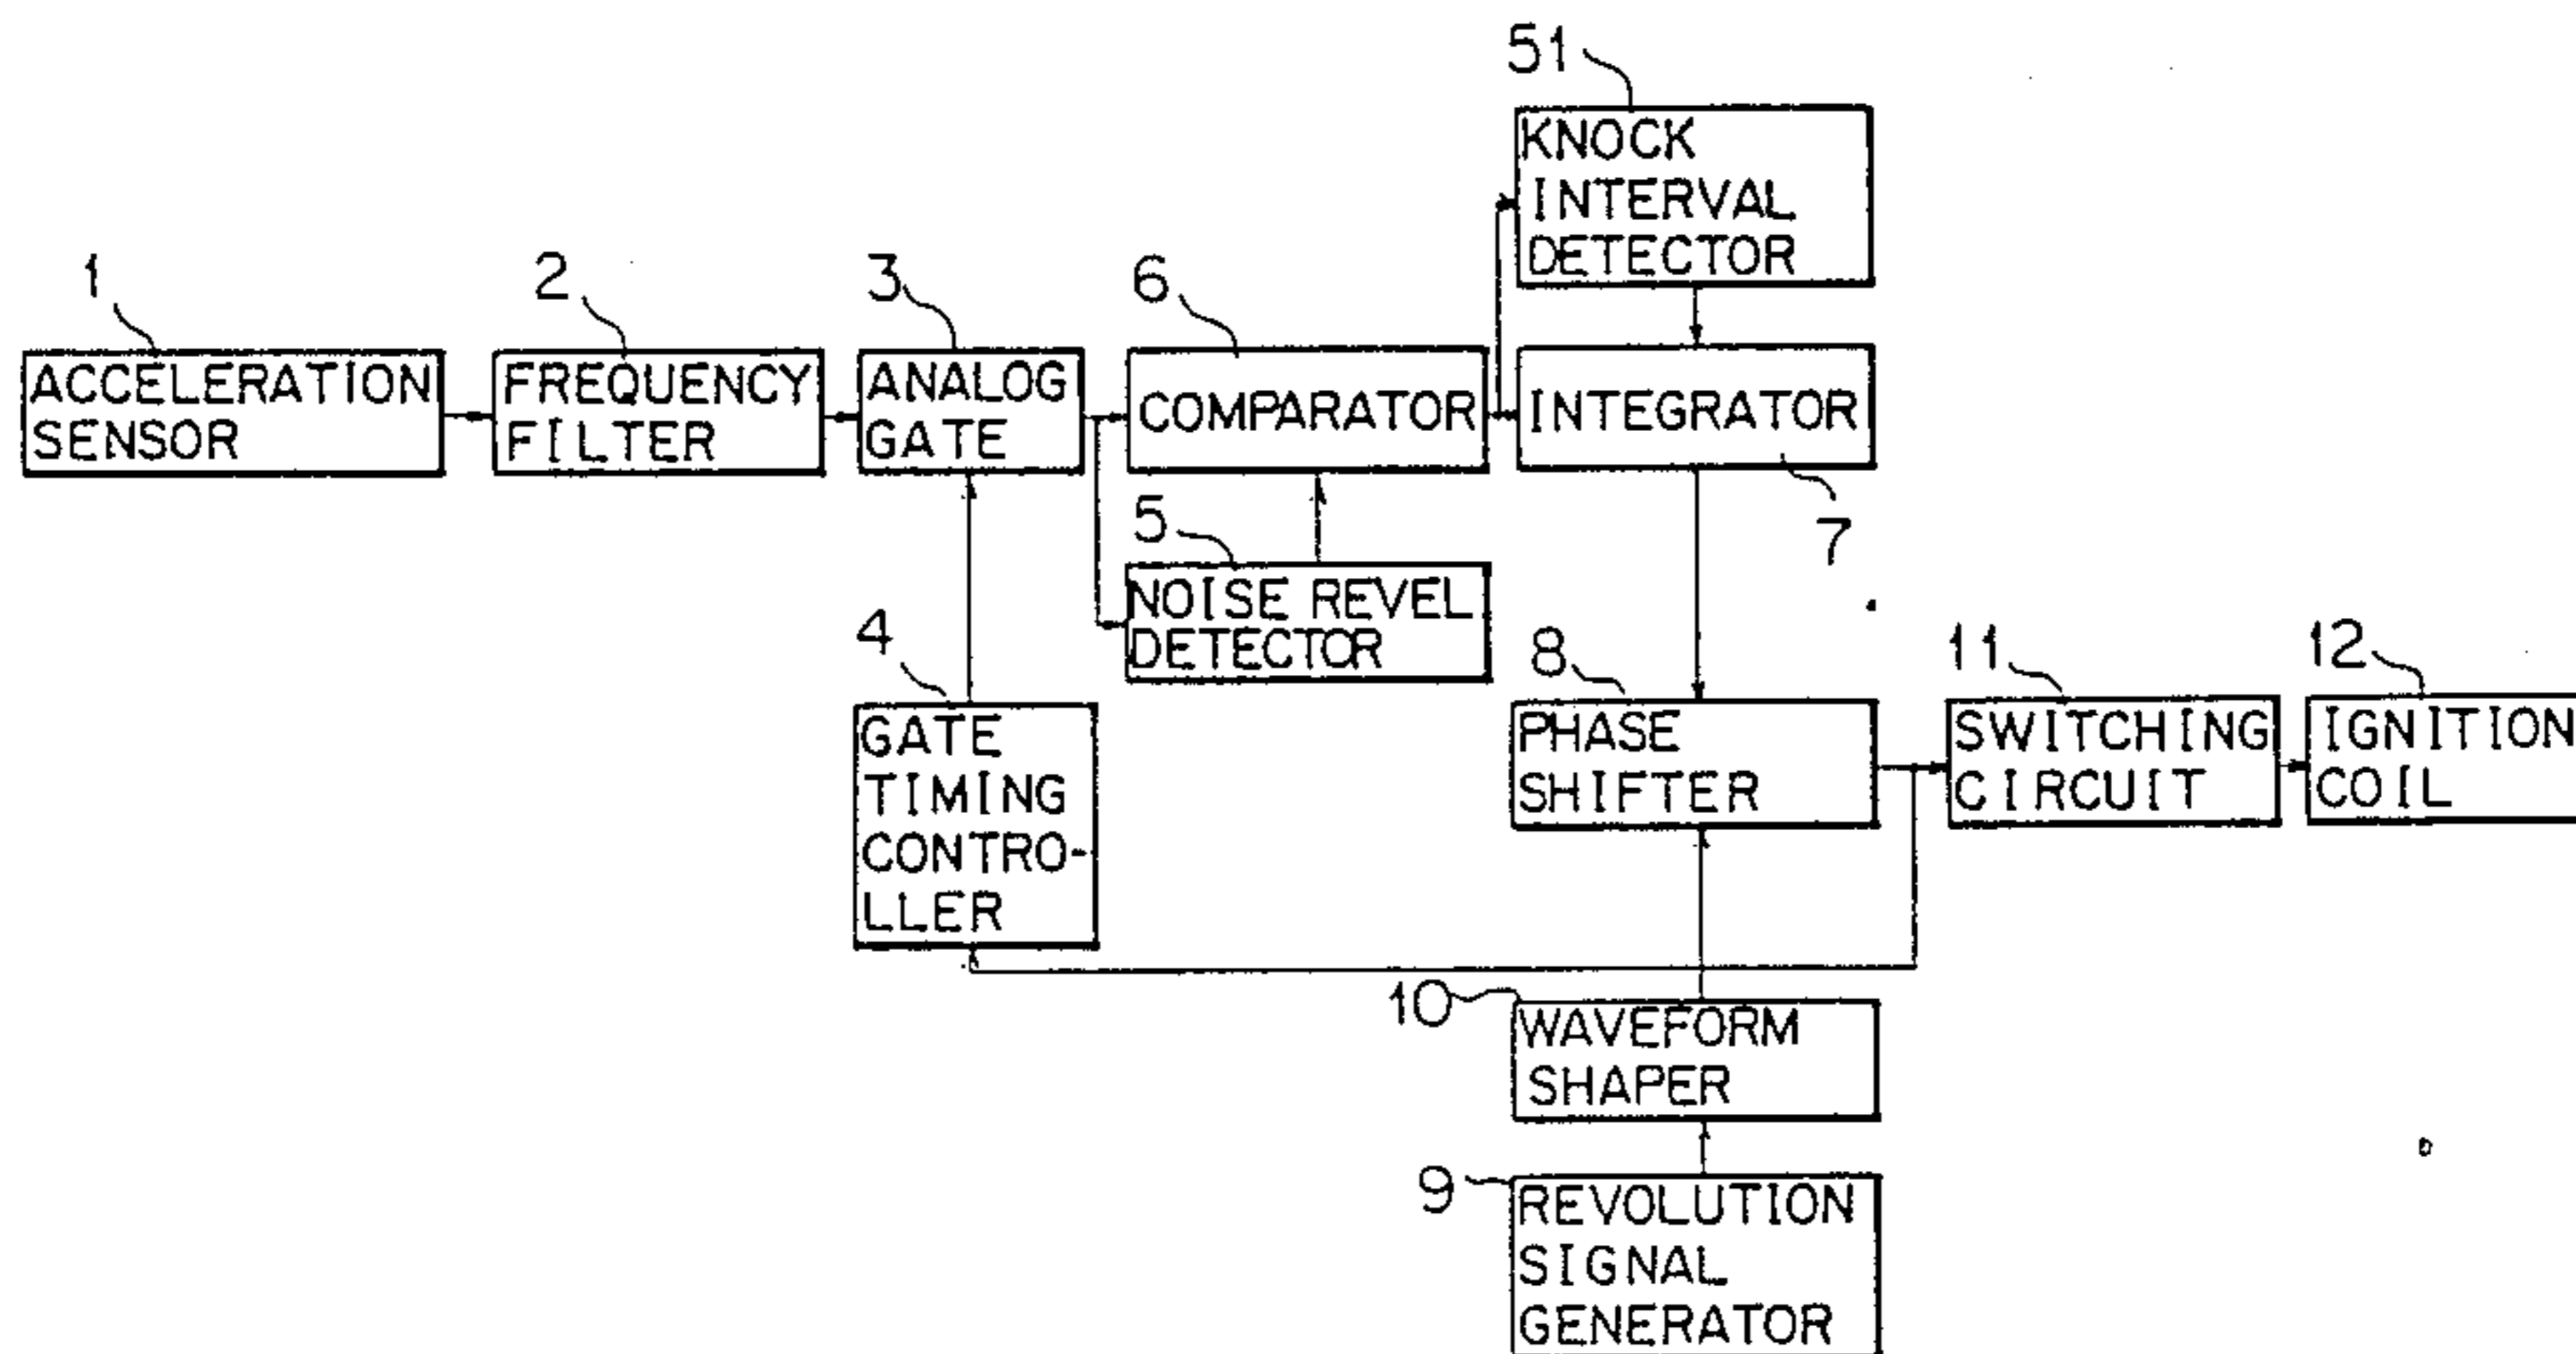 51
KNOCK
INTERVAL
DETECTOR
1
2
3
6
ACCELERATION
SENSOR
FREQUENCY
FILTER
ANALOG
GATE
COMPARATOR
INTEGRATOR
7
5
NOISE REVEL
DETECTOR
4
GATE
TIMING
CONTRO-
LLER
8
PHASE
SHIFTER
11
SWITCHING
CIRCUIT
12
IGNITION
COIL
10
WAVEFORM
SHAPER
9
REVOLUTION
SIGNAL
GENERATOR